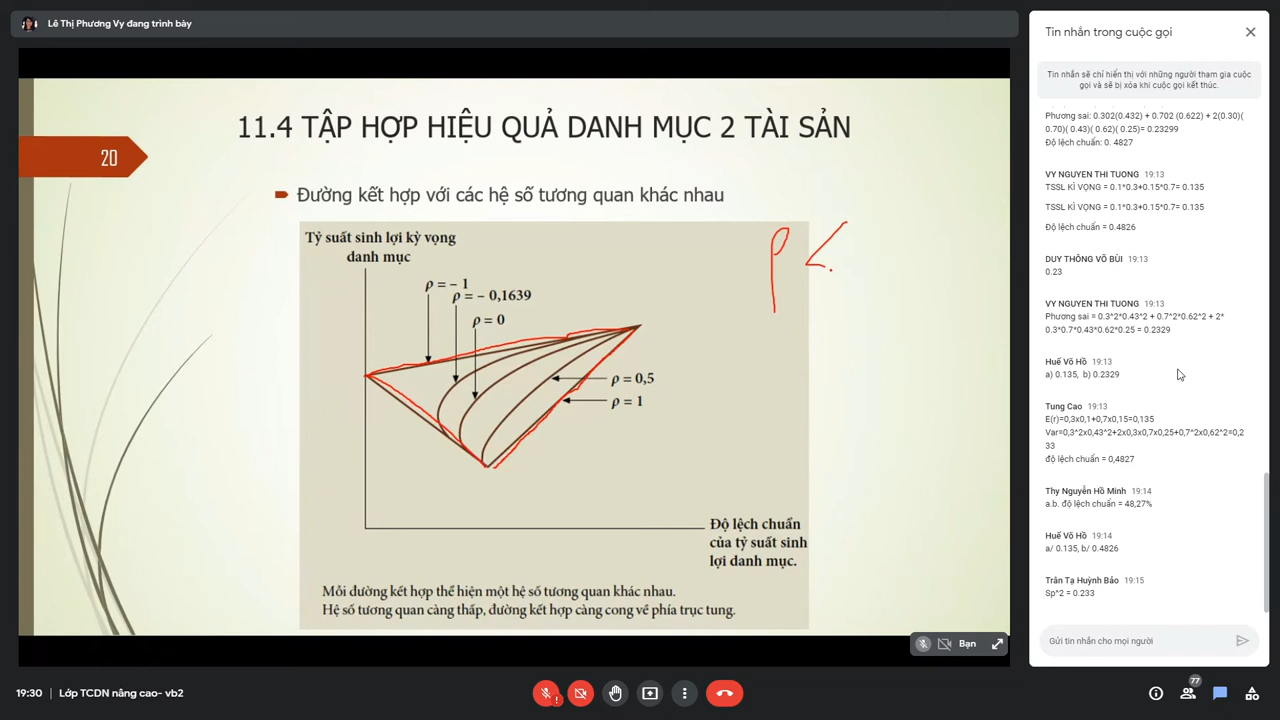 Lê Thị Phương Vy đang trình bày
20
11.4 TẬP HỢP HIỆU QUẢ DANH MỤC 2 TÀI SẢN
Đường kết hợp với các hệ số tương quan khác nhau
Tỷ suất sinh lợi kỳ vọng
danh mục
ρ = − 1
ρ = − 0,1639
ρ = 0
ρ = 0,5
ρ = 1
ρ <
Độ lệch chuẩn
của tỷ suất sinh
lợi danh mục.
Mỗi đường kết hợp thể hiện một hệ số tương quan khác nhau.
Hệ số tương quan càng thấp, đường kết hợp càng cong về phía trục tung.
Bạn
19:30 | Lớp TCDN nâng cao- vb2
Tin nhắn trong cuộc gọi
Tin nhắn sẽ chỉ hiển thị với những người tham gia cuộc
gọi và sẽ bị xóa khi cuộc gọi kết thúc.
Phương sai: 0.302(0.432) + 0.702 (0.622) + 2(0.30)(
0.70)( 0.43)( 0.62)( 0.25)= 0.23299
Độ lệch chuẩn: 0. 4827
VY NGUYEN THI TUONG 19:13
TSSL KÌ VỌNG = 0.1*0.3+0.15*0.7= 0.135
TSSL KÌ VỌNG = 0.1*0.3+0.15*0.7= 0.135
Độ lệch chuẩn = 0.4826
DUY THÔNG VÕ BÙI 19:13
0.23
VY NGUYEN THI TUONG 19:13
Phương sai = 0.3^2*0.43^2 + 0.7^2*0.62^2 + 2*
0.3*0.7*0.43*0.62*0.25 = 0.2329
Huế Võ Hồ 19:13
a) 0.135, b) 0.2329
Tung Cao 19:13
E(r)=0,3x0,1+0,7x0,15=0,135
Var=0,3^2x0,43^2+2x0,3x0,7x0,25+0,7^2x0,62^2=0,2
33
độ lệch chuẩn = 0,4827
Thy Nguyễn Hồ Minh 19:14
a.b. độ lệch chuẩn = 48,27%
Huế Võ Hồ 19:14
a/ 0.135, b/ 0.4826
Trân Tạ Huỳnh Bảo 19:15
Sp^2 = 0.233
Gửi tin nhắn cho mọi người
77